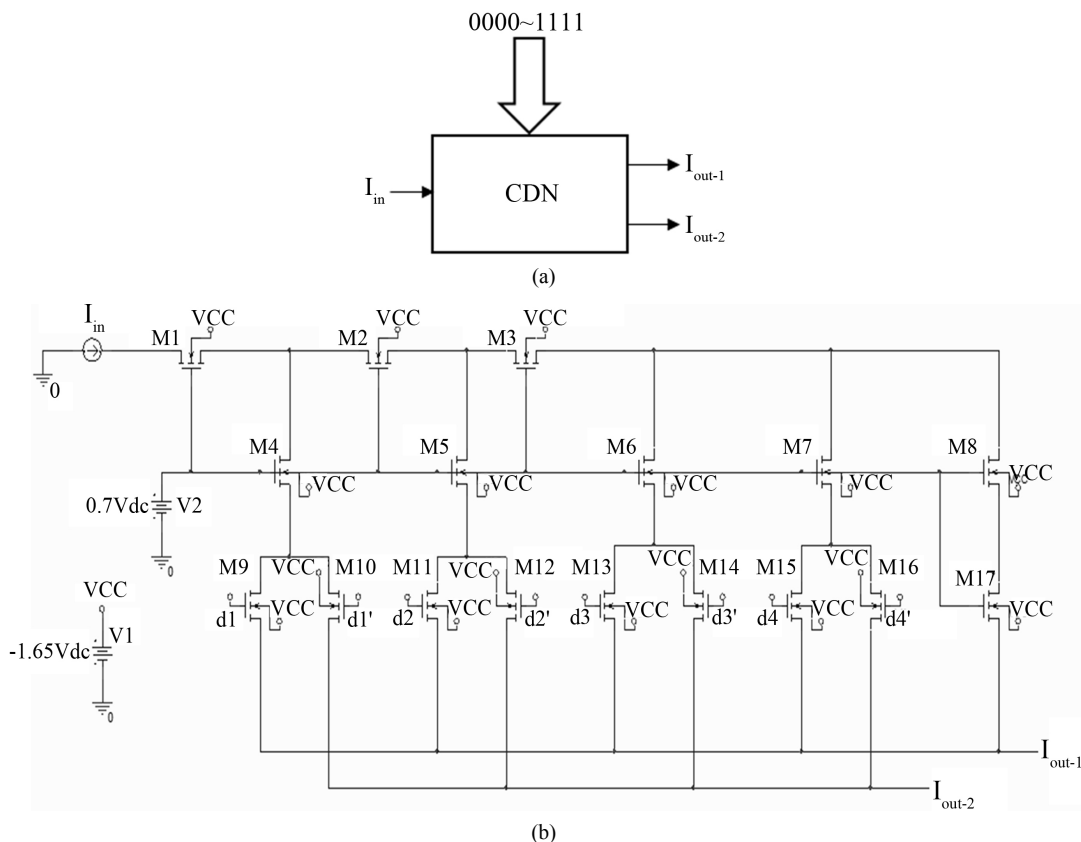 0000~1111
I_in
CDN
I_out-1
I_out-2
(a)
I_in
M1
VCC
M2
VCC
M3
VCC
0
M4
M5
M6
M7
M8
VCC
VCC
VCC
VCC
VCC
0.7Vdc
V2
0
M9
VCC
M10
M11
VCC
M12
M13
VCC
M14
M15
VCC
M16
M17
VCC
VCC
VCC
VCC
VCC
d1
d1'
d2
d2'
d3
d3'
d4
d4'
VCC
V1
-1.65Vdc
0
I_out-1
I_out-2
(b)